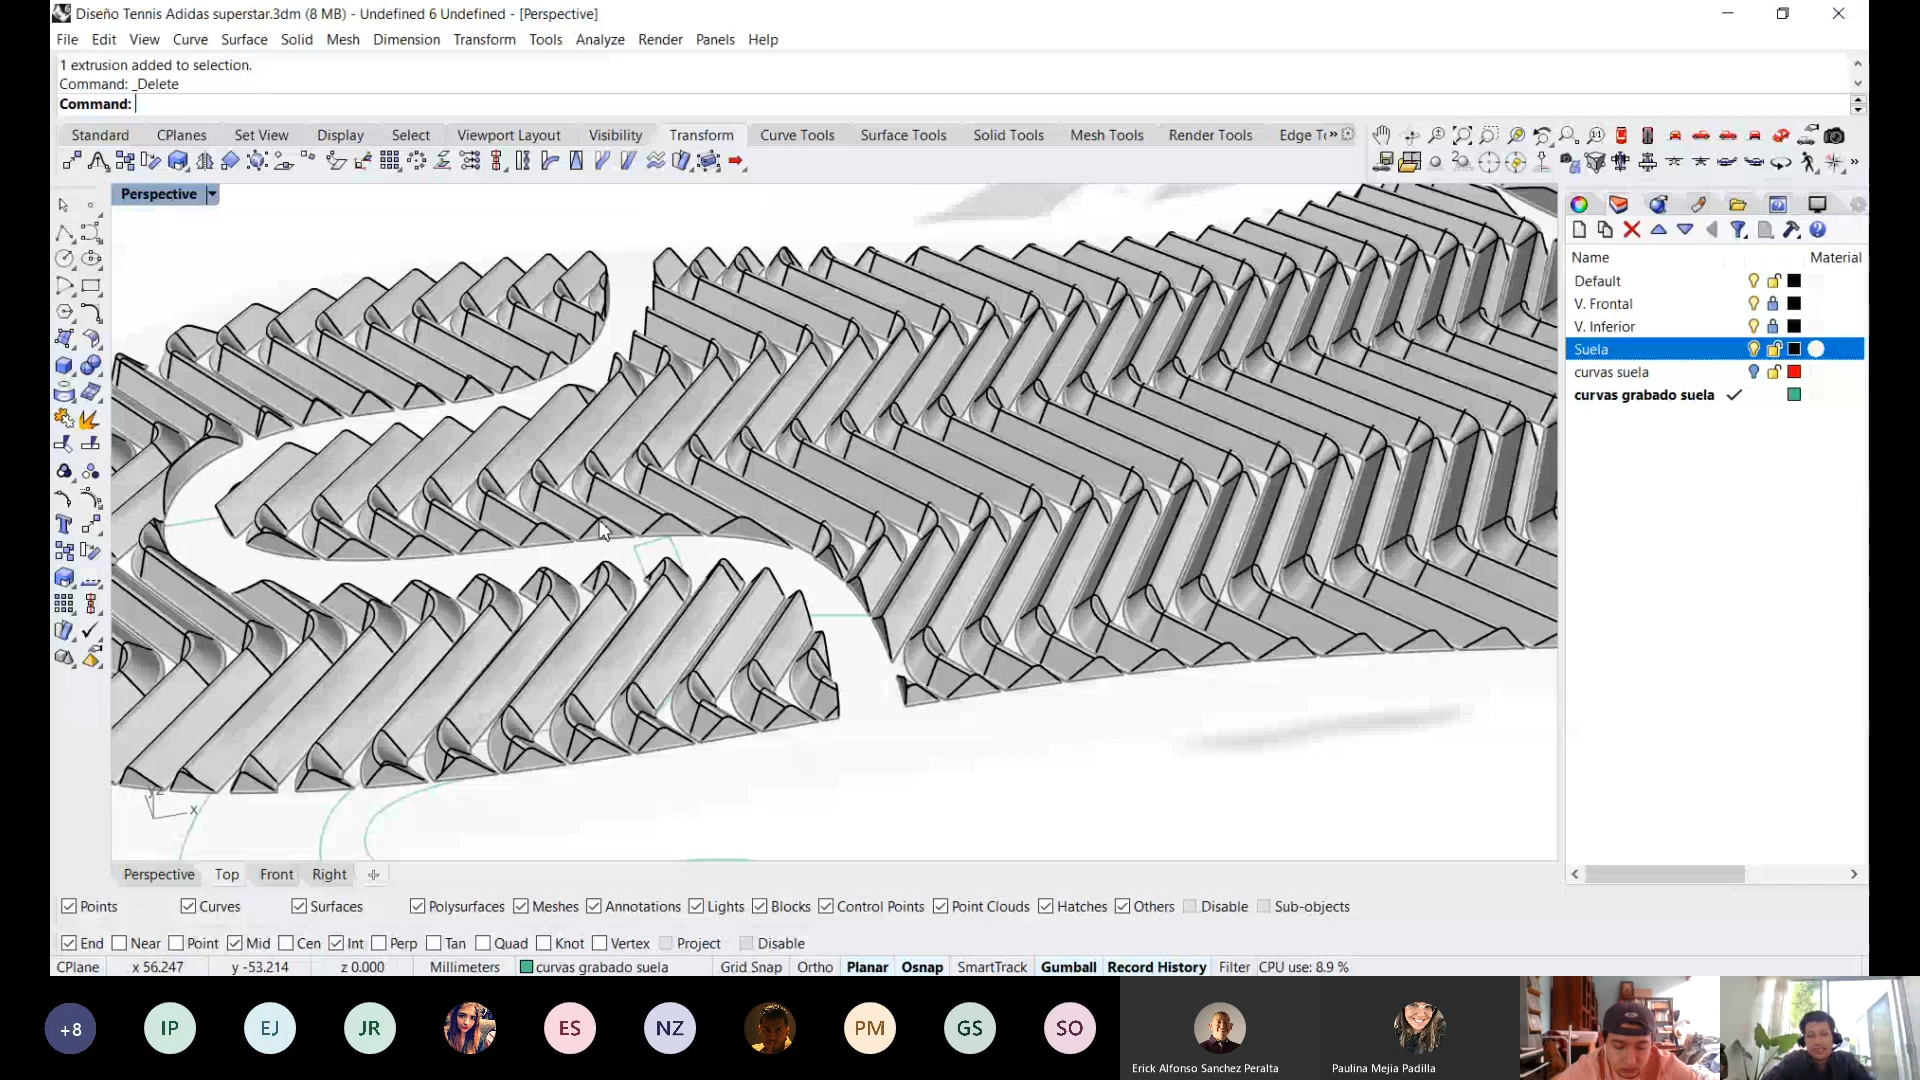 Diseño Tennis Adidas superstar.3dm (8 MB) - Undefined 6 Undefined - [Perspective]
File Edit View Curve Surface Solid Mesh Dimension Transform Tools Analyze Render Panels Help
1 extrusion added to selection.
Command: _Delete
Command:
Standard CPlanes Set View Display Select Viewport Layout Visibility Transform Curve Tools Surface Tools Solid Tools Mesh Tools Render Tools Edge To
Perspective
Name Material
Default
V. Frontal
V. Inferior
Suela
curvas suela
curvas grabado suela
x
Perspective Top Front Right
Points Curves Surfaces Polysurfaces Meshes Annotations Lights Blocks Control Points Point Clouds Hatches Others Disable Sub-objects
End Near Point Mid Cen Int Perp Tan Quad Knot Vertex Project Disable
CPlane x 56.247 y -53.214 z 0.000 Millimeters curvas grabado suela Grid Snap Ortho Planar Osnap SmartTrack Gumball Record History Filter CPU use: 8.9 %
+8 IP EJ JR ES NZ PM GS SO
Erick Alfonso Sanchez Peralta Paulina Mejia Padilla